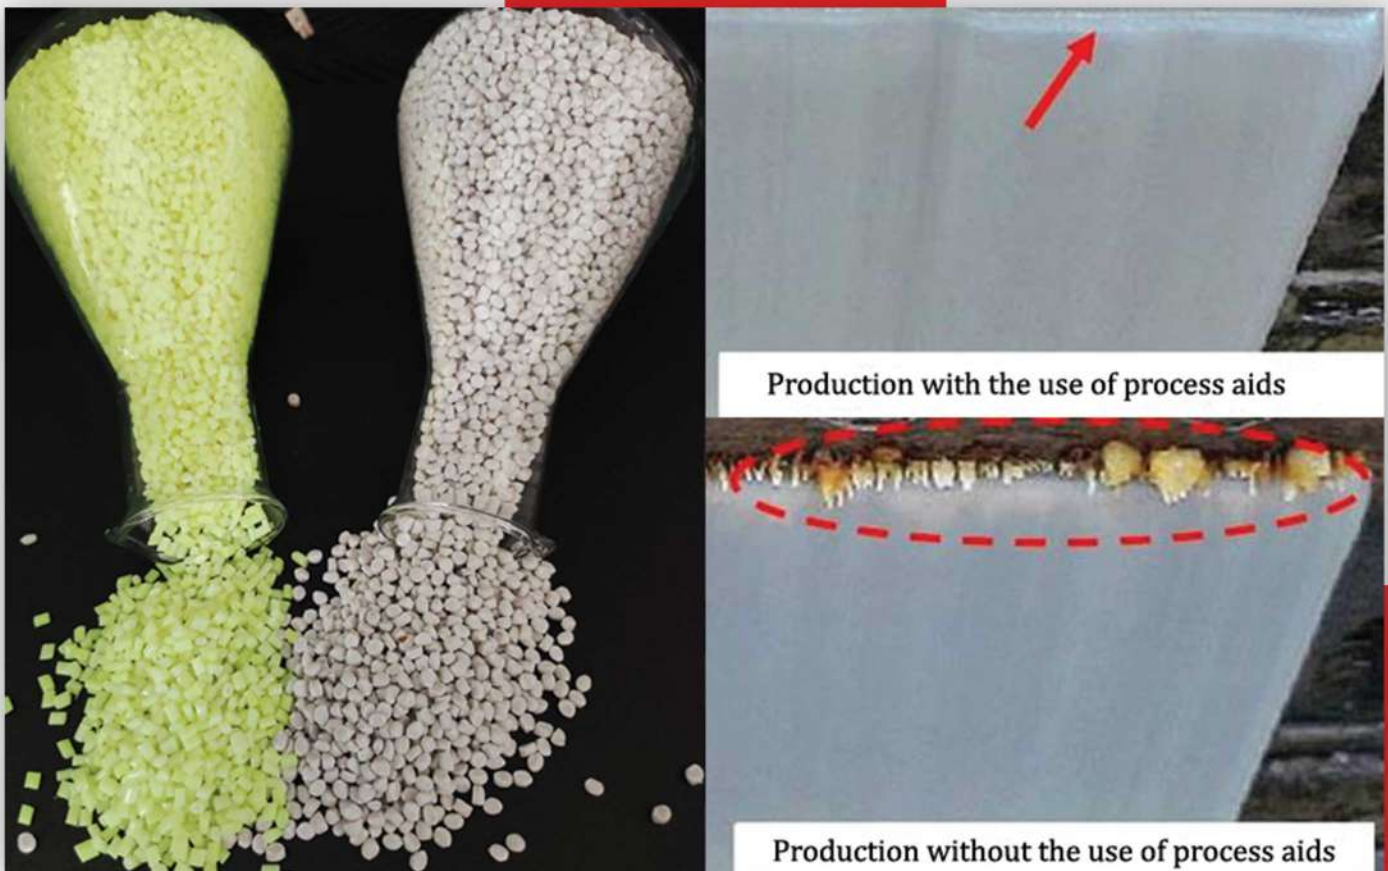 Production with the use of process aids
Production without the use of process aids